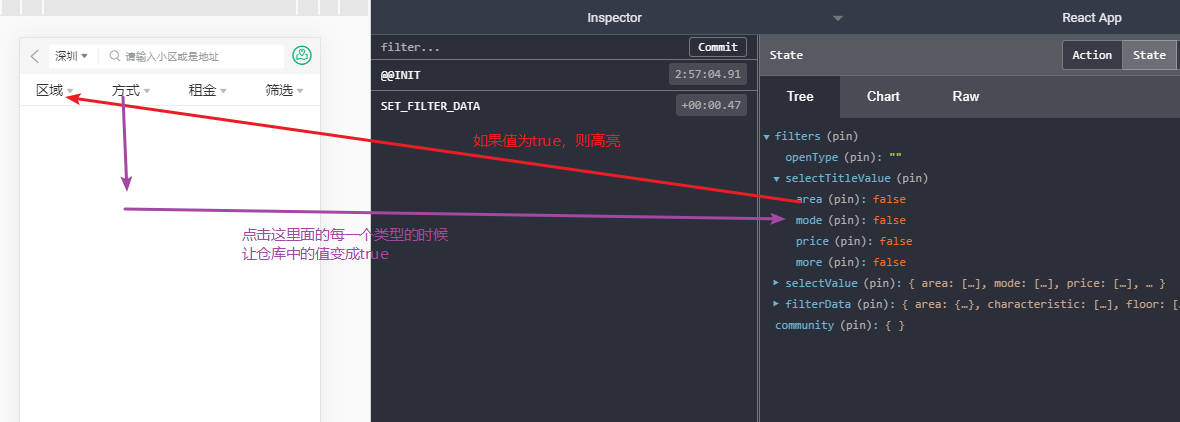 Inspector
React App
深圳
请输入小区或是地址
区域
方式
租金
筛选
filter...
Commit
@@INIT
2:57:04.91
SET_FILTER_DATA
+00:00.47
State
Action
State
Tree
Chart
Raw
filters (pin)
openType (pin): ""
selectTitleValue (pin)
area (pin): false
mode (pin): false
price (pin): false
more (pin): false
selectValue (pin): { area: […], mode: […], price: […], … }
filterData (pin): { area: {…}, characteristic: […], floor: [
community (pin): { }
如果值为true，则高亮
点击这里面的每一个类型的时候
让仓库中的值变成true